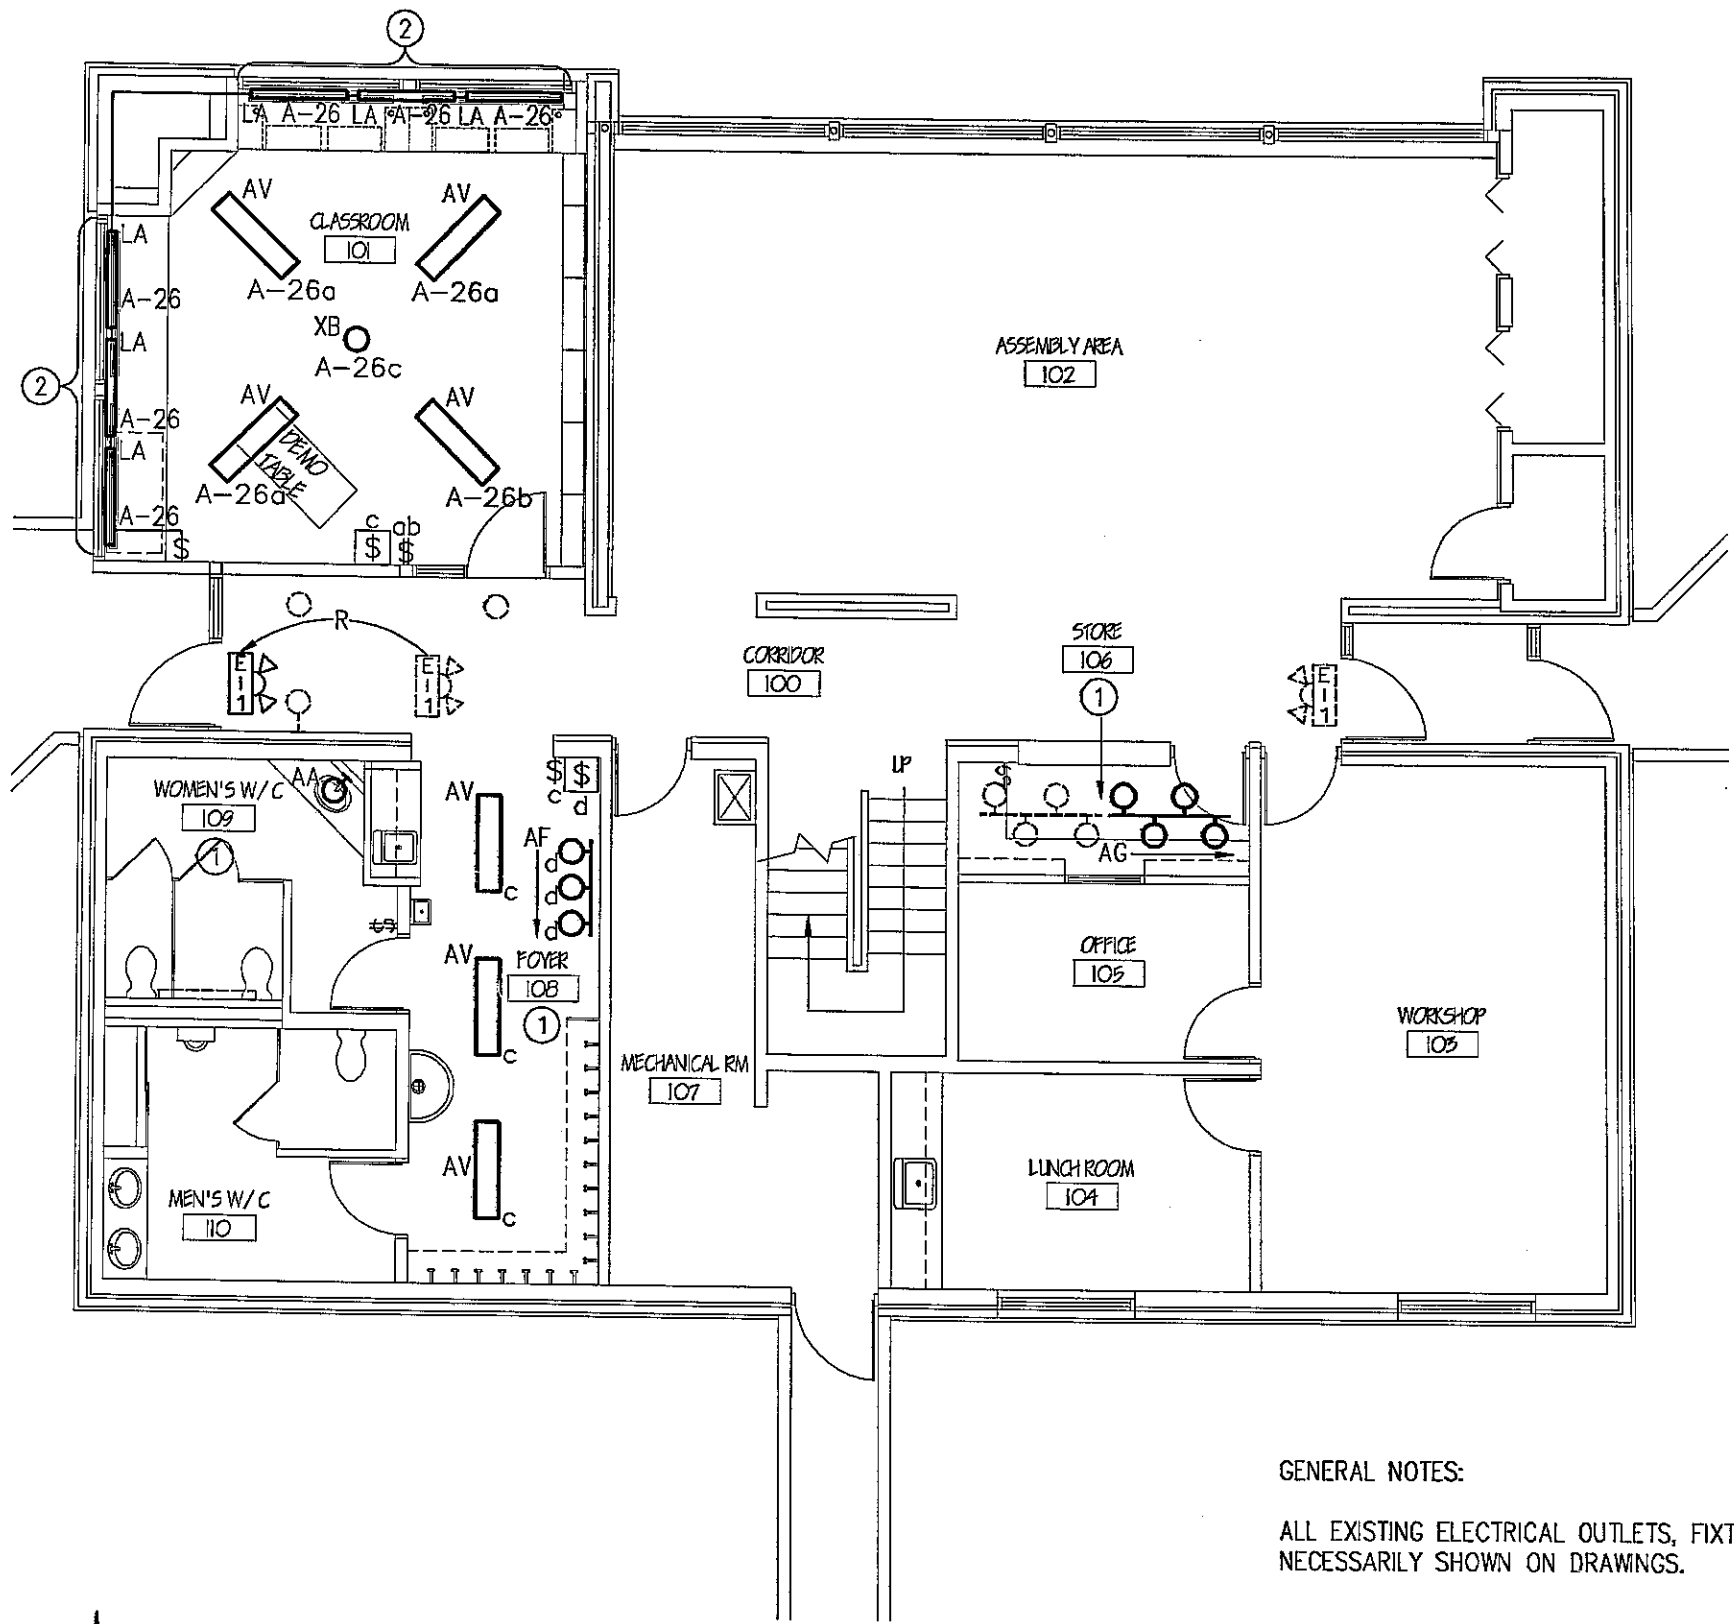 2
LA A-26 LA A-26 LA A-26
AV
AV
CLASSROOM
101
LA
A-26a
A-26a
A-26
XB
LA
A-26c
2
AV
AV
A-26
LA
DEMO
TABLE
A-26a
A-26b
A-26
$
c
$
ab
$
ASSEMBLY AREA
102
R
E
1
1
E
1
1
CORRIDOR
100
STORE
106
1
E
1
1
WOMEN'S W/C
109
1
AA
AV
$
c
$
d
UP
$
AF
d
d
d
c
AG
AV
FOYER
108
1
c
OFFICE
105
WORKSHOP
103
MECHANICAL RM
107
AV
c
MEN'S W/C
110
LUNCH ROOM
104
GENERAL NOTES:
ALL EXISTING ELECTRICAL OUTLETS, FIXT
NECESSARILY SHOWN ON DRAWINGS.